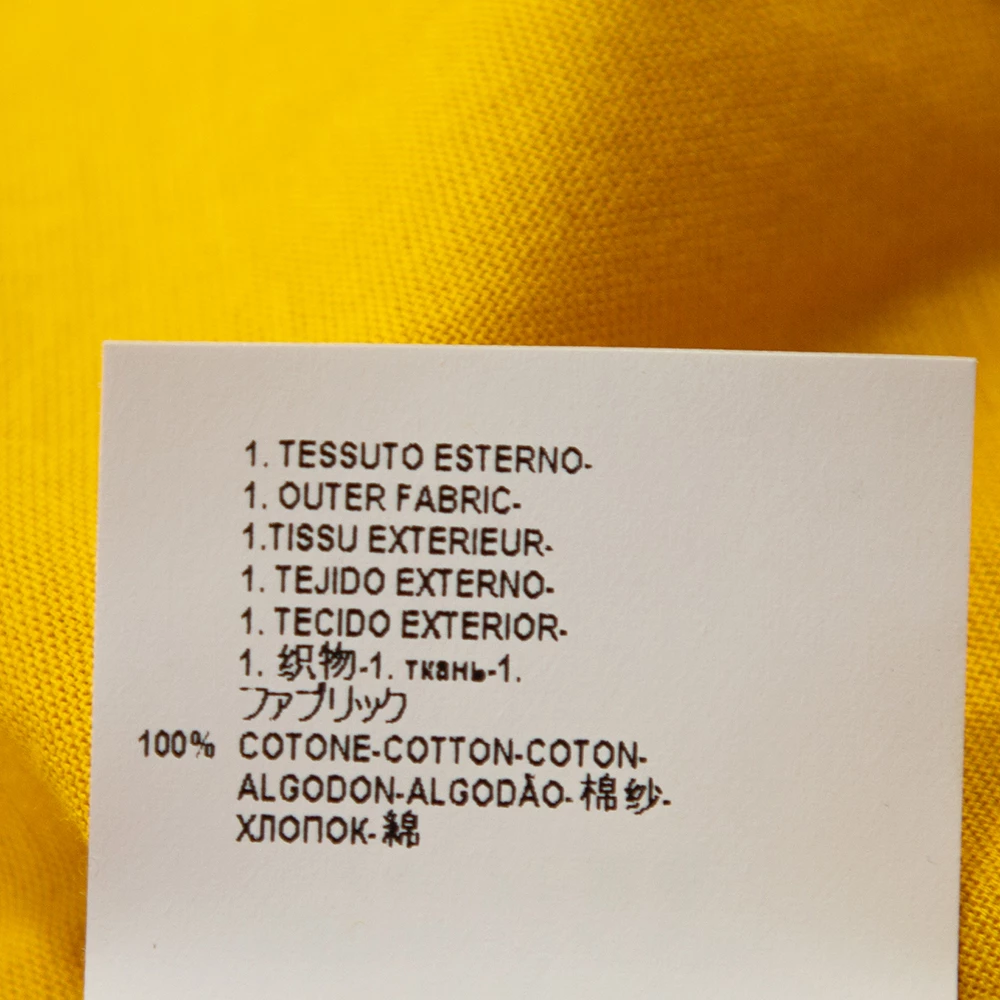 1. TESSUTO ESTERNO-
1. OUTER FABRIC-
1.TISSU EXTERIEUR-
1. TEJIDO EXTERNO-
1. TECIDO EXTERIOR-
1. 织物-1. ткань-1.
ファブリック
100% COTONE-COTTON-COTON-
ALGODON-ALGODÃO-棉纱-
ХЛОПОК-綿